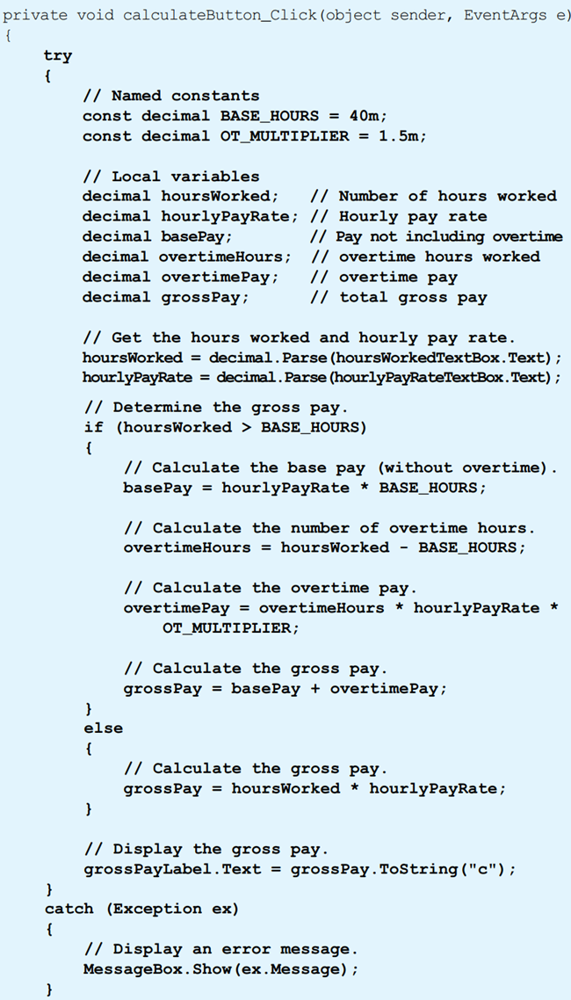 private void calculateButton_Click(object sender, EventArgs e)
{
    try
    {
        // Named constants
        const decimal BASE_HOURS = 40m;
        const decimal OT_MULTIPLIER = 1.5m;

        // Local variables
        decimal hoursWorked;   // Number of hours worked
        decimal hourlyPayRate; // Hourly pay rate
        decimal basePay;       // Pay not including overtime
        decimal overtimeHours; // overtime hours worked
        decimal overtimePay;   // overtime pay
        decimal grossPay;      // total gross pay

        // Get the hours worked and hourly pay rate.
        hoursWorked = decimal.Parse(hoursWorkedTextBox.Text);
        hourlyPayRate = decimal.Parse(hourlyPayRateTextBox.Text);
        // Determine the gross pay.
        if (hoursWorked > BASE_HOURS)
        {
            // Calculate the base pay (without overtime).
            basePay = hourlyPayRate * BASE_HOURS;

            // Calculate the number of overtime hours.
            overtimeHours = hoursWorked - BASE_HOURS;

            // Calculate the overtime pay.
            overtimePay = overtimeHours * hourlyPayRate *
                OT_MULTIPLIER;

            // Calculate the gross pay.
            grossPay = basePay + overtimePay;
        }
        else
        {
            // Calculate the gross pay.
            grossPay = hoursWorked * hourlyPayRate;
        }

        // Display the gross pay.
        grossPayLabel.Text = grossPay.ToString("c");
    }
    catch (Exception ex)
    {
        // Display an error message.
        MessageBox.Show(ex.Message);
    }